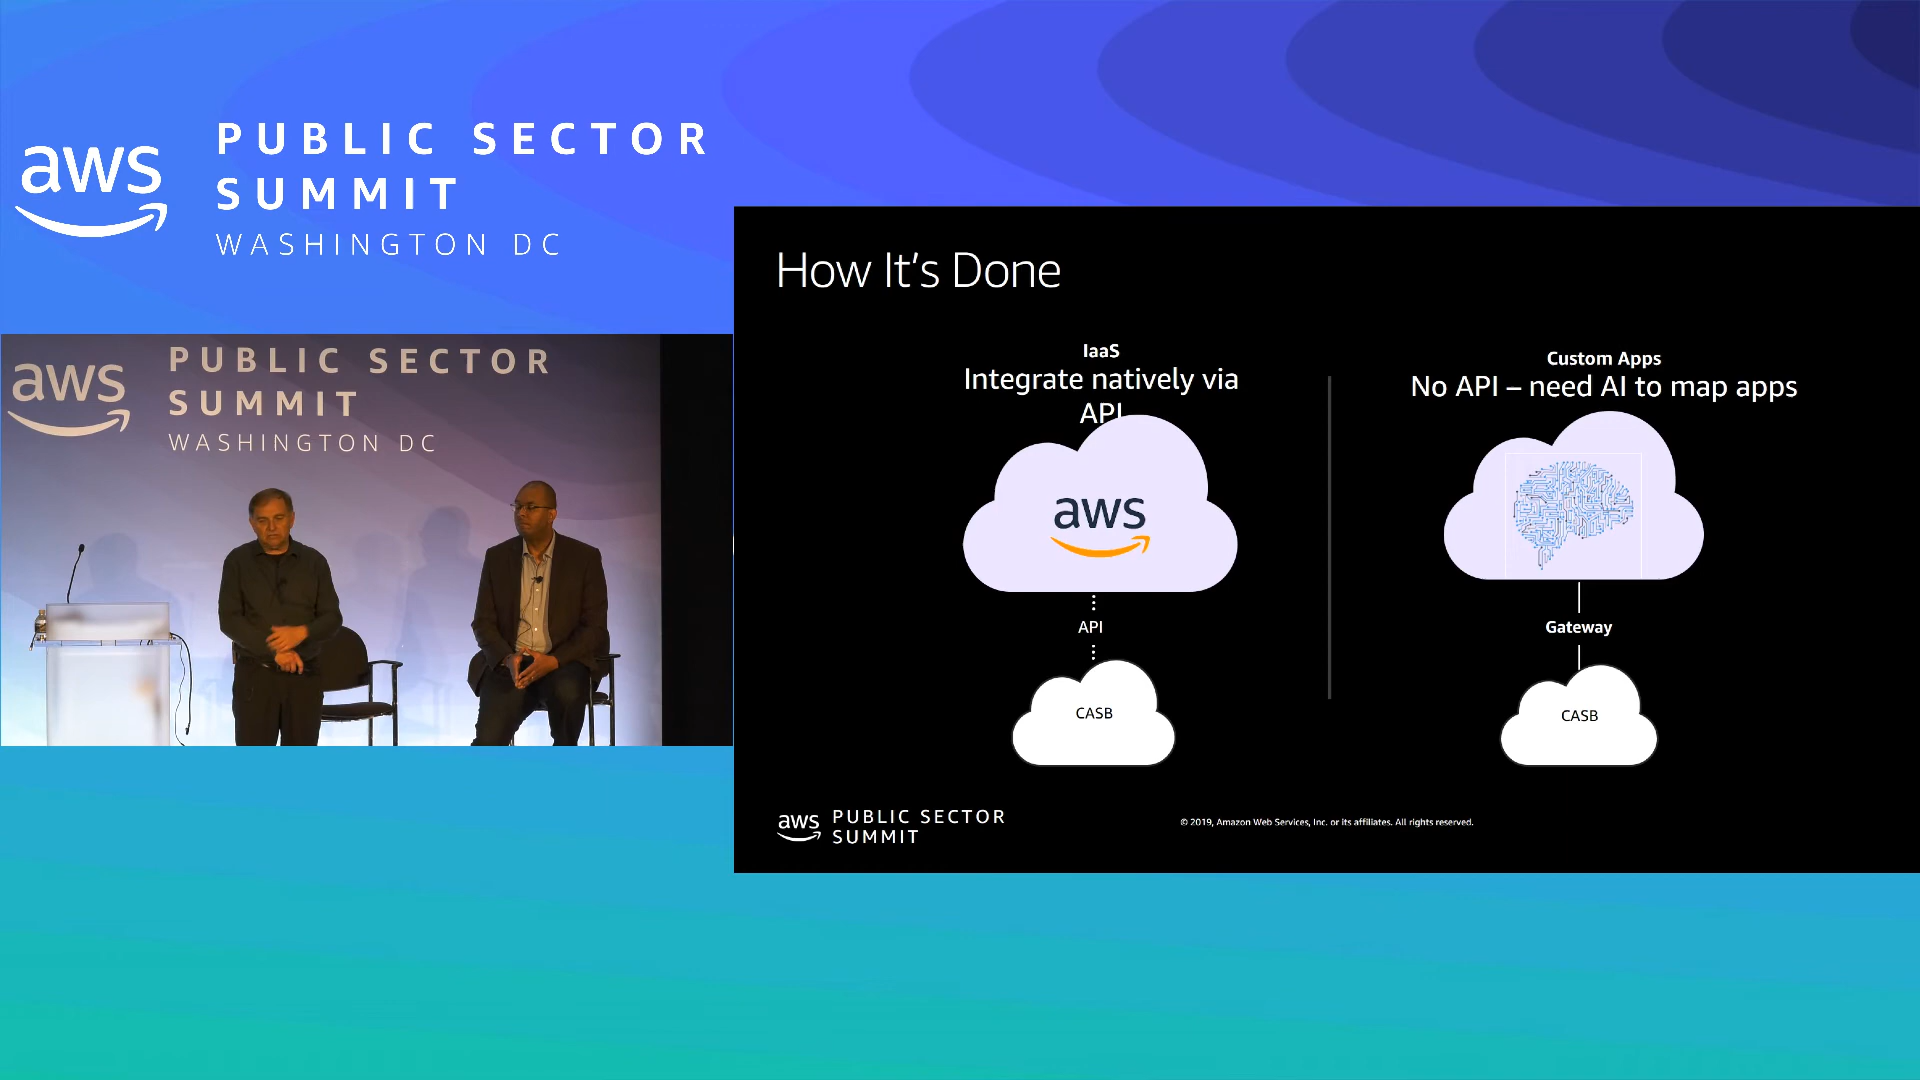 aws
PUBLIC SECTOR
SUMMIT
WASHINGTON DC
aws
PUBLIC SECTOR
SUMMIT
WASHINGTON DC
How It's Done
IaaS
Integrate natively via
API
aws
API
CASB
Custom Apps
No API – need AI to map apps
Gateway
CASB
aws
PUBLIC SECTOR
SUMMIT
© 2019, Amazon Web Services, Inc. or its affiliates. All rights reserved.